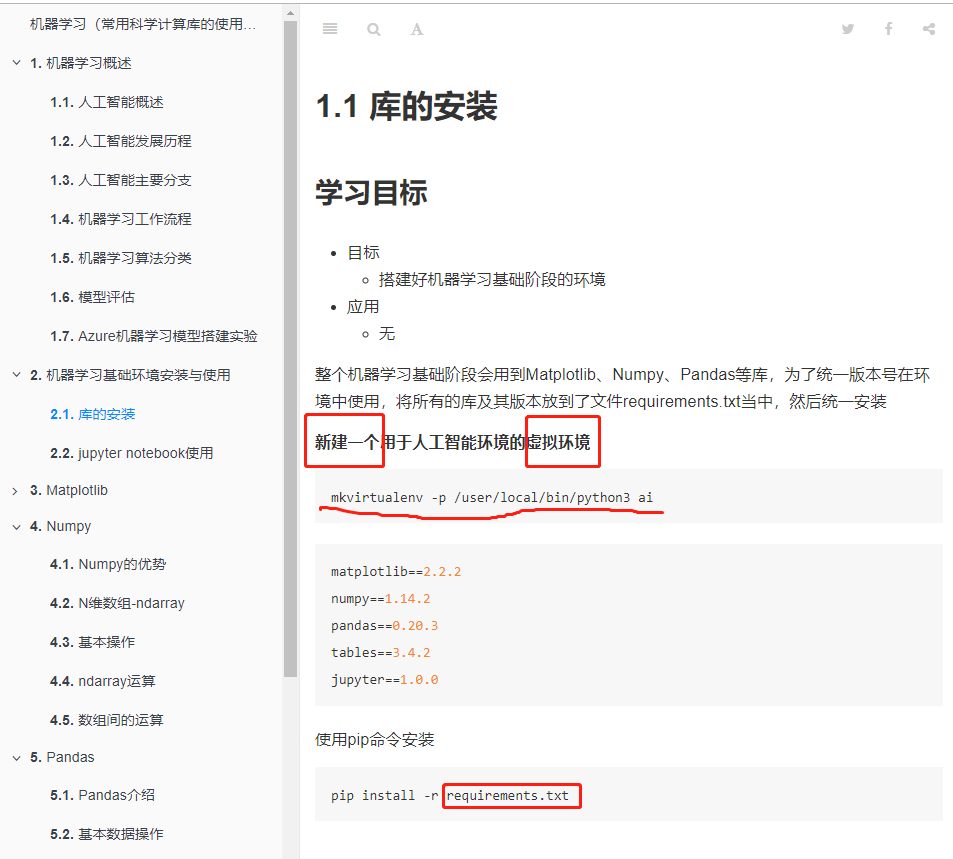 机器学习（常用科学计算库的使用...
1. 机器学习概述
1.1. 人工智能概述
1.2. 人工智能发展历程
1.3. 人工智能主要分支
1.4. 机器学习工作流程
1.5. 机器学习算法分类
1.6. 模型评估
1.7. Azure机器学习模型搭建实验
2. 机器学习基础环境安装与使用
2.1. 库的安装
2.2. jupyter notebook使用
3. Matplotlib
4. Numpy
4.1. Numpy的优势
4.2. N维数组-ndarray
4.3. 基本操作
4.4. ndarray运算
4.5. 数组间的运算
5. Pandas
5.1. Pandas介绍
5.2. 基本数据操作
A
1.1 库的安装
学习目标
目标
搭建好机器学习基础阶段的环境
应用
无
整个机器学习基础阶段会用到Matplotlib、Numpy、Pandas等库，为了统一版本号在环
境中使用，将所有的库及其版本放到了文件requirements.txt当中，然后统一安装
新建一个用于人工智能环境的虚拟环境
mkvirtualenv -p /user/local/bin/python3 ai
matplotlib==2.2.2
numpy==1.14.2
pandas==0.20.3
tables==3.4.2
jupyter==1.0.0
使用pip命令安装
pip install -r requirements.txt